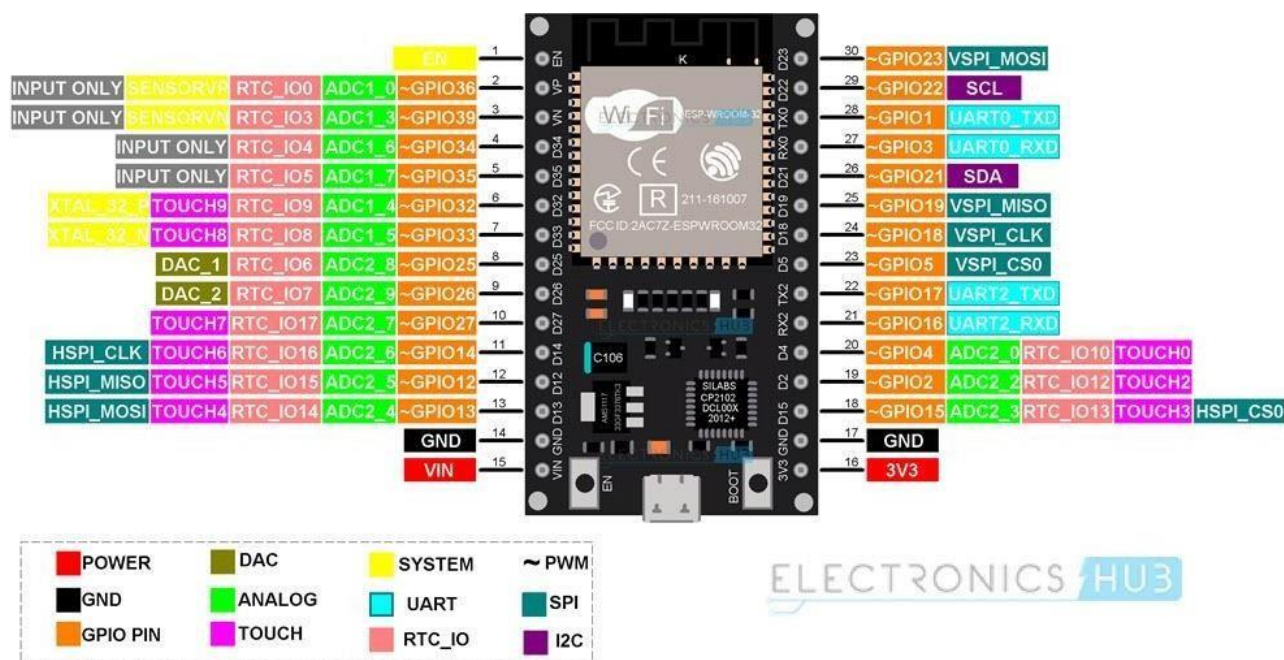 EN 1 EN D23 30 ~GPIO23 VSPI_MOSI
INPUT ONLY SENSORVP RTC_IO0 ADC1_0 ~GPIO36 2 VP D22 29 ~GPIO22 SCL
INPUT ONLY SENSORVN RTC_IO3 ADC1_3 ~GPIO39 3 VN TX0 28 ~GPIO1 UART0_TXD
INPUT ONLY RTC_IO4 ADC1_6 ~GPIO34 4 D34 RX0 27 ~GPIO3 UART0_RXD
INPUT ONLY RTC_IO5 ADC1_7 ~GPIO35 5 D35 D21 26 ~GPIO21 SDA
XTAL_32_P TOUCH9 RTC_IO9 ADC1_4 ~GPIO32 6 D32 D19 25 ~GPIO19 VSPI_MISO
XTAL_32_N TOUCH8 RTC_IO8 ADC1_5 ~GPIO33 7 D33 D18 24 ~GPIO18 VSPI_CLK
DAC_1 RTC_IO6 ADC2_8 ~GPIO25 8 D25 D5 23 ~GPIO5 VSPI_CS0
DAC_2 RTC_IO7 ADC2_9 ~GPIO26 9 D26 TX2 22 ~GPIO17 UART2_TXD
TOUCH7 RTC_IO17 ADC2_7 ~GPIO27 10 D27 RX2 21 ~GPIO16 UART2_RXD
HSPI_CLK TOUCH6 RTC_IO16 ADC2_6 ~GPIO14 11 D14 D4 20 ~GPIO4 ADC2_0 RTC_IO10 TOUCH0
HSPI_MISO TOUCH5 RTC_IO15 ADC2_5 ~GPIO12 12 D12 D2 19 ~GPIO2 ADC2_2 RTC_IO12 TOUCH2
HSPI_MOSI TOUCH4 RTC_IO14 ADC2_4 ~GPIO13 13 D13 D15 18 ~GPIO15 ADC2_3 RTC_IO13 TOUCH3 HSPI_CS0
GND 14 GND GND 17 GND
VIN 15 VIN 3V3 16 3V3
K
Wi Fi ESP-WROOM-32
CE
R 211-161007
FCC ID:2AC7Z-ESPWROOM32
ELECTRONICS HUB
C106
AMS1117
SILABS
CP2102
DCL00X
2012+
ELECTRONICS HUB
EN BOOT
POWER DAC SYSTEM ~ PWM
GND ANALOG UART SPI
GPIO PIN TOUCH RTC_IO I2C
ELECTRONICS HUB